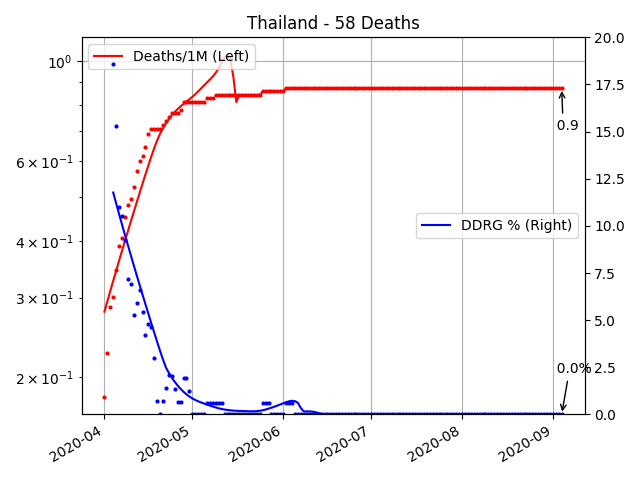 Thailand - 58 Deaths
Deaths/1M (Left)
DDRG % (Right)
10⁰
6 × 10⁻¹
4 × 10⁻¹
3 × 10⁻¹
2 × 10⁻¹
20.0
17.5
15.0
12.5
10.0
7.5
5.0
2.5
0.0
0.9
0.0%
2020-04
2020-05
2020-06
2020-07
2020-08
2020-09